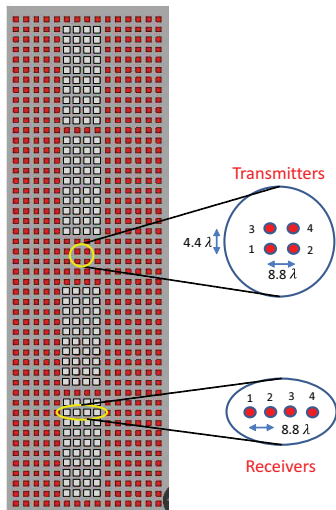 Transmitters
3 4
4.4 λ
1 2
8.8 λ
1 2 3 4
8.8 λ
Receivers